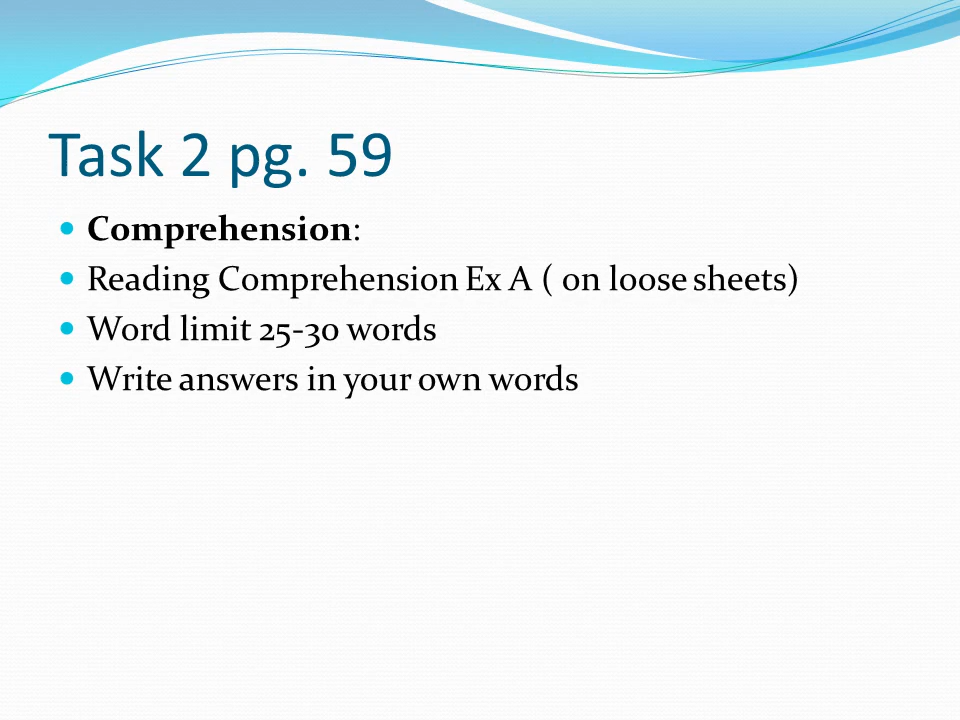 Task 2 pg. 59
Comprehension:
Reading Comprehension Ex A ( on loose sheets)
Word limit 25-30 words
Write answers in your own words